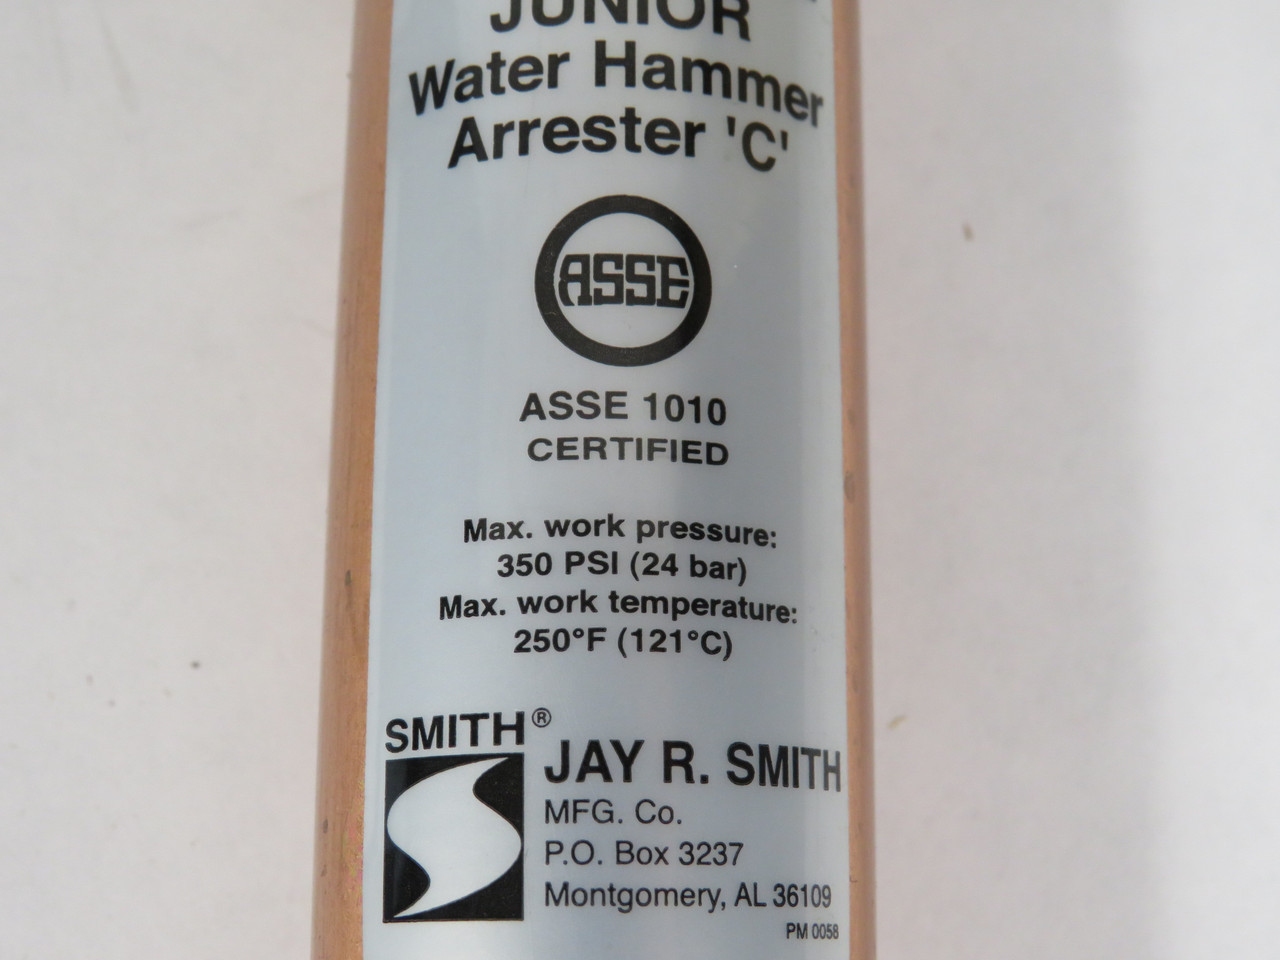 JUNIOR
Water Hammer
Arrester 'C'
ASSE
ASSE 1010
CERTIFIED
Max. work pressure:
350 PSI (24 bar)
Max. work temperature:
250°F (121°C)
SMITH®
JAY R. SMITH
MFG. Co.
P.O. Box 3237
Montgomery, AL 36109
PM 0058